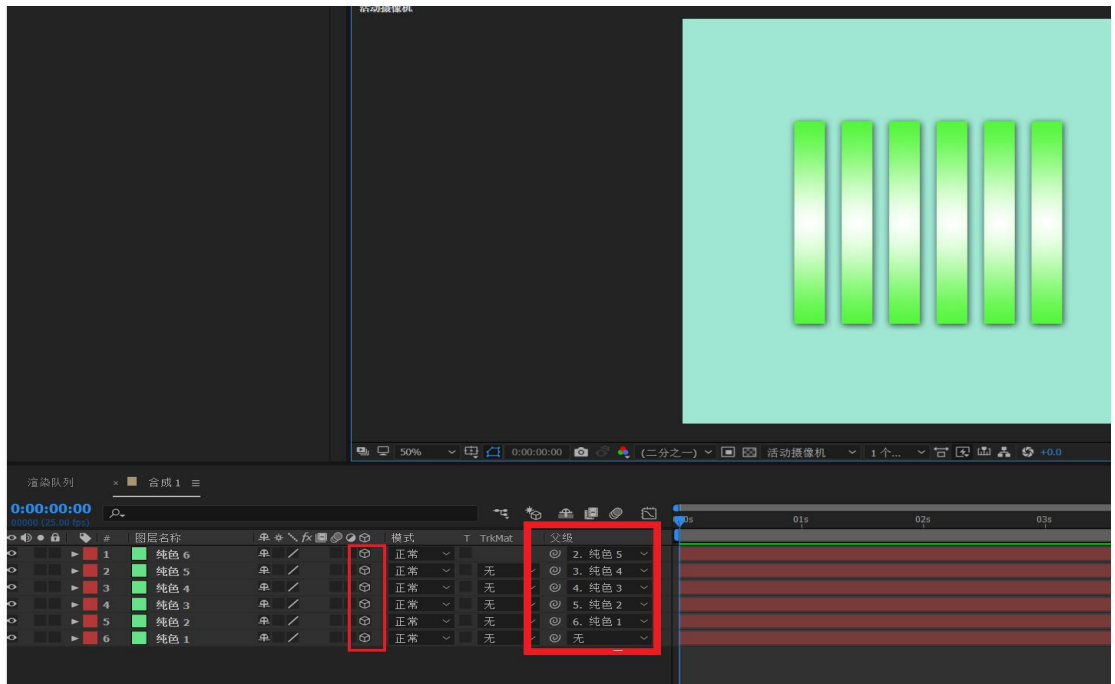 活动摄像机
50%
0:00:00:00
(二分之一)
活动摄像机
1个...
+0.0
渲染队列
× 合成 1 ≡
0:00:00:00
00000 (25.00 fps)
01s 02s 03s
# 图层名称 模式 T TrkMat 父级
1 纯色 6 正常 2. 纯色 5
2 纯色 5 正常 无 3. 纯色 4
3 纯色 4 正常 无 4. 纯色 3
4 纯色 3 正常 无 5. 纯色 2
5 纯色 2 正常 无 6. 纯色 1
6 纯色 1 正常 无 无